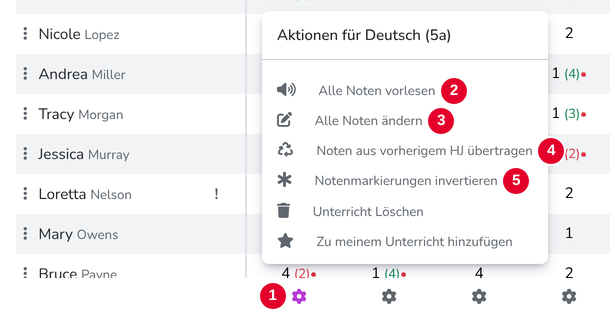 Nicole Lopez 2
Aktionen für Deutsch (5a)
Andrea Miller 1 (4)
Alle Noten vorlesen 2
Tracy Morgan 1 (3)
Alle Noten ändern 3
Jessica Murray (2)
Noten aus vorherigem HJ übertragen 4
Notenmarkierungen invertieren 5
Loretta Nelson ! 2
Unterricht Löschen
Mary Owens 1
Zu meinem Unterricht hinzufügen
Bruce Payne 4 (2) 1 (4) 4 2
1